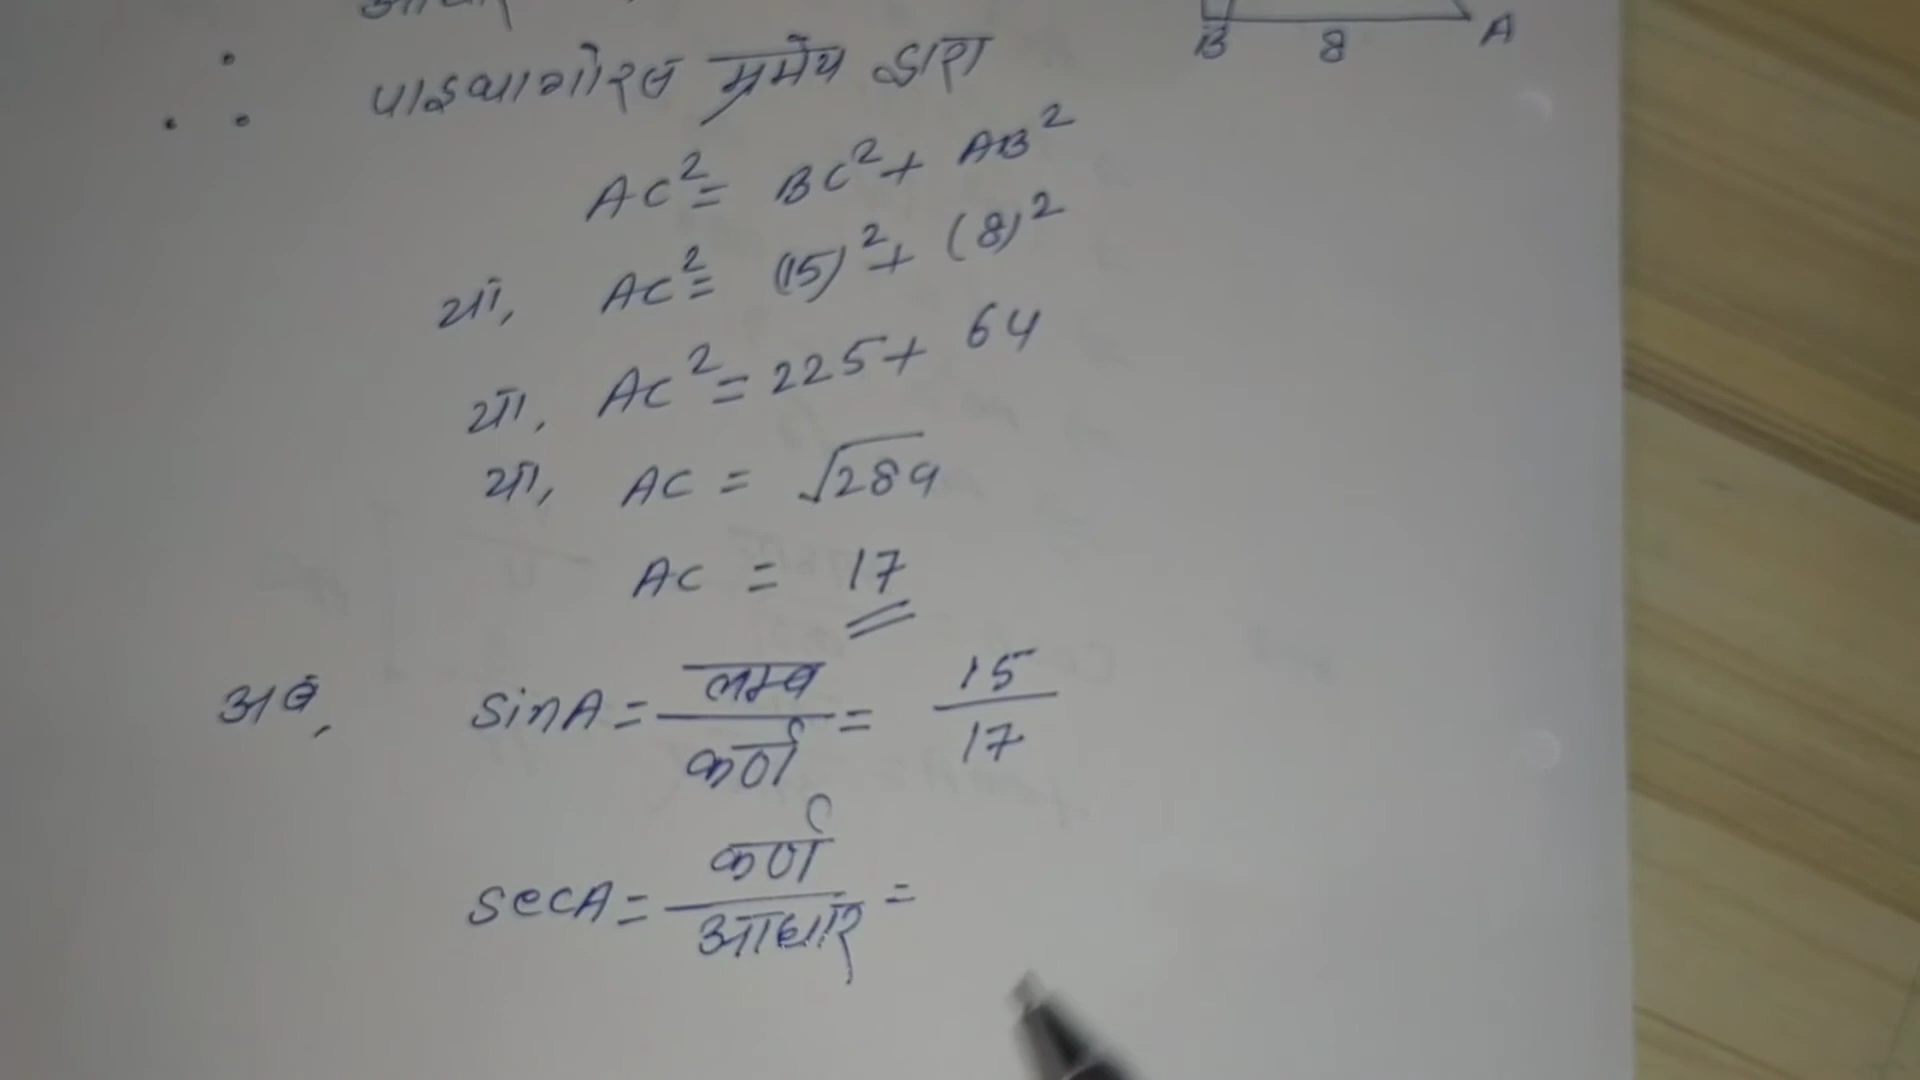 आधार
B 8 A
∴ पाइथागोरस प्रमेय द्वारा
AC² = BC² + AB²
या, AC² = (15)² + (8)²
या, AC² = 225 + 64
या, AC = √289
AC = 17
अब, sinA = लम्ब/कर्ण = 15/17
secA = कर्ण/आधार =